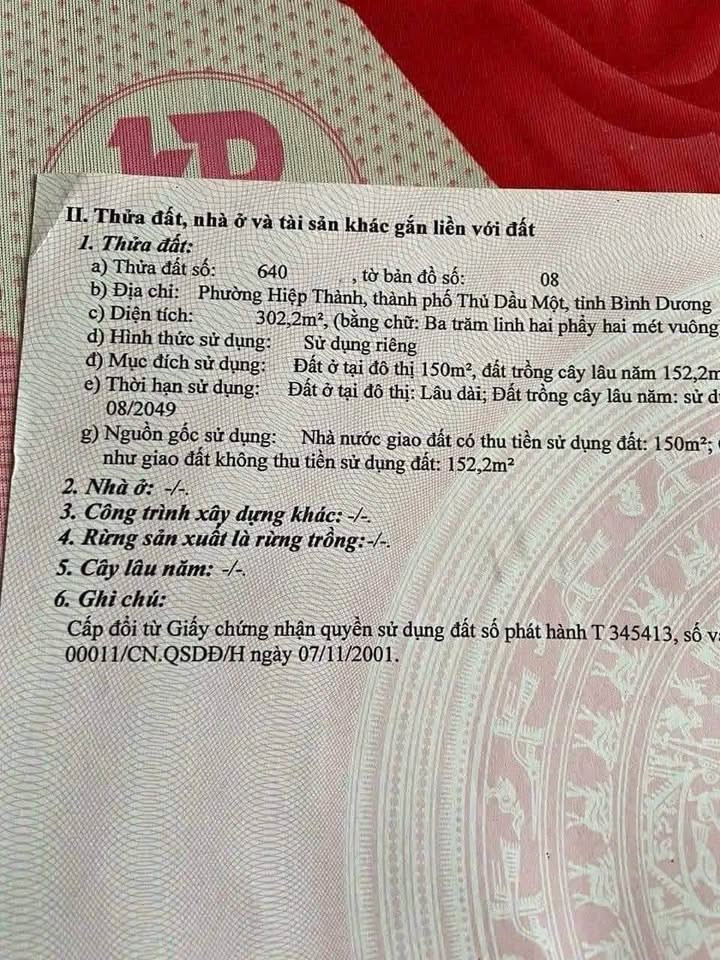 II. Thửa đất, nhà ở và tài sản khác gắn liền với đất
1. Thửa đất:
a) Thửa đất số: 640 , tờ bản đồ số: 08
b) Địa chỉ: Phường Hiệp Thành, thành phố Thủ Dầu Một, tỉnh Bình Dương
c) Diện tích: 302,2m², (bằng chữ: Ba trăm linh hai phẩy hai mét vuông
d) Hình thức sử dụng: Sử dụng riêng
đ) Mục đích sử dụng: Đất ở tại đô thị 150m², đất trồng cây lâu năm 152,2m
e) Thời hạn sử dụng: Đất ở tại đô thị: Lâu dài; Đất trồng cây lâu năm: sử d
08/2049
g) Nguồn gốc sử dụng: Nhà nước giao đất có thu tiền sử dụng đất: 150m²;
như giao đất không thu tiền sử dụng đất: 152,2m²
2. Nhà ở: -/-.
3. Công trình xây dựng khác: -/-.
4. Rừng sản xuất là rừng trồng:-/-.
5. Cây lâu năm: -/-.
6. Ghi chú:
Cấp đổi từ Giấy chứng nhận quyền sử dụng đất số phát hành T 345413, số v
00011/CN.QSDĐ/H ngày 07/11/2001.